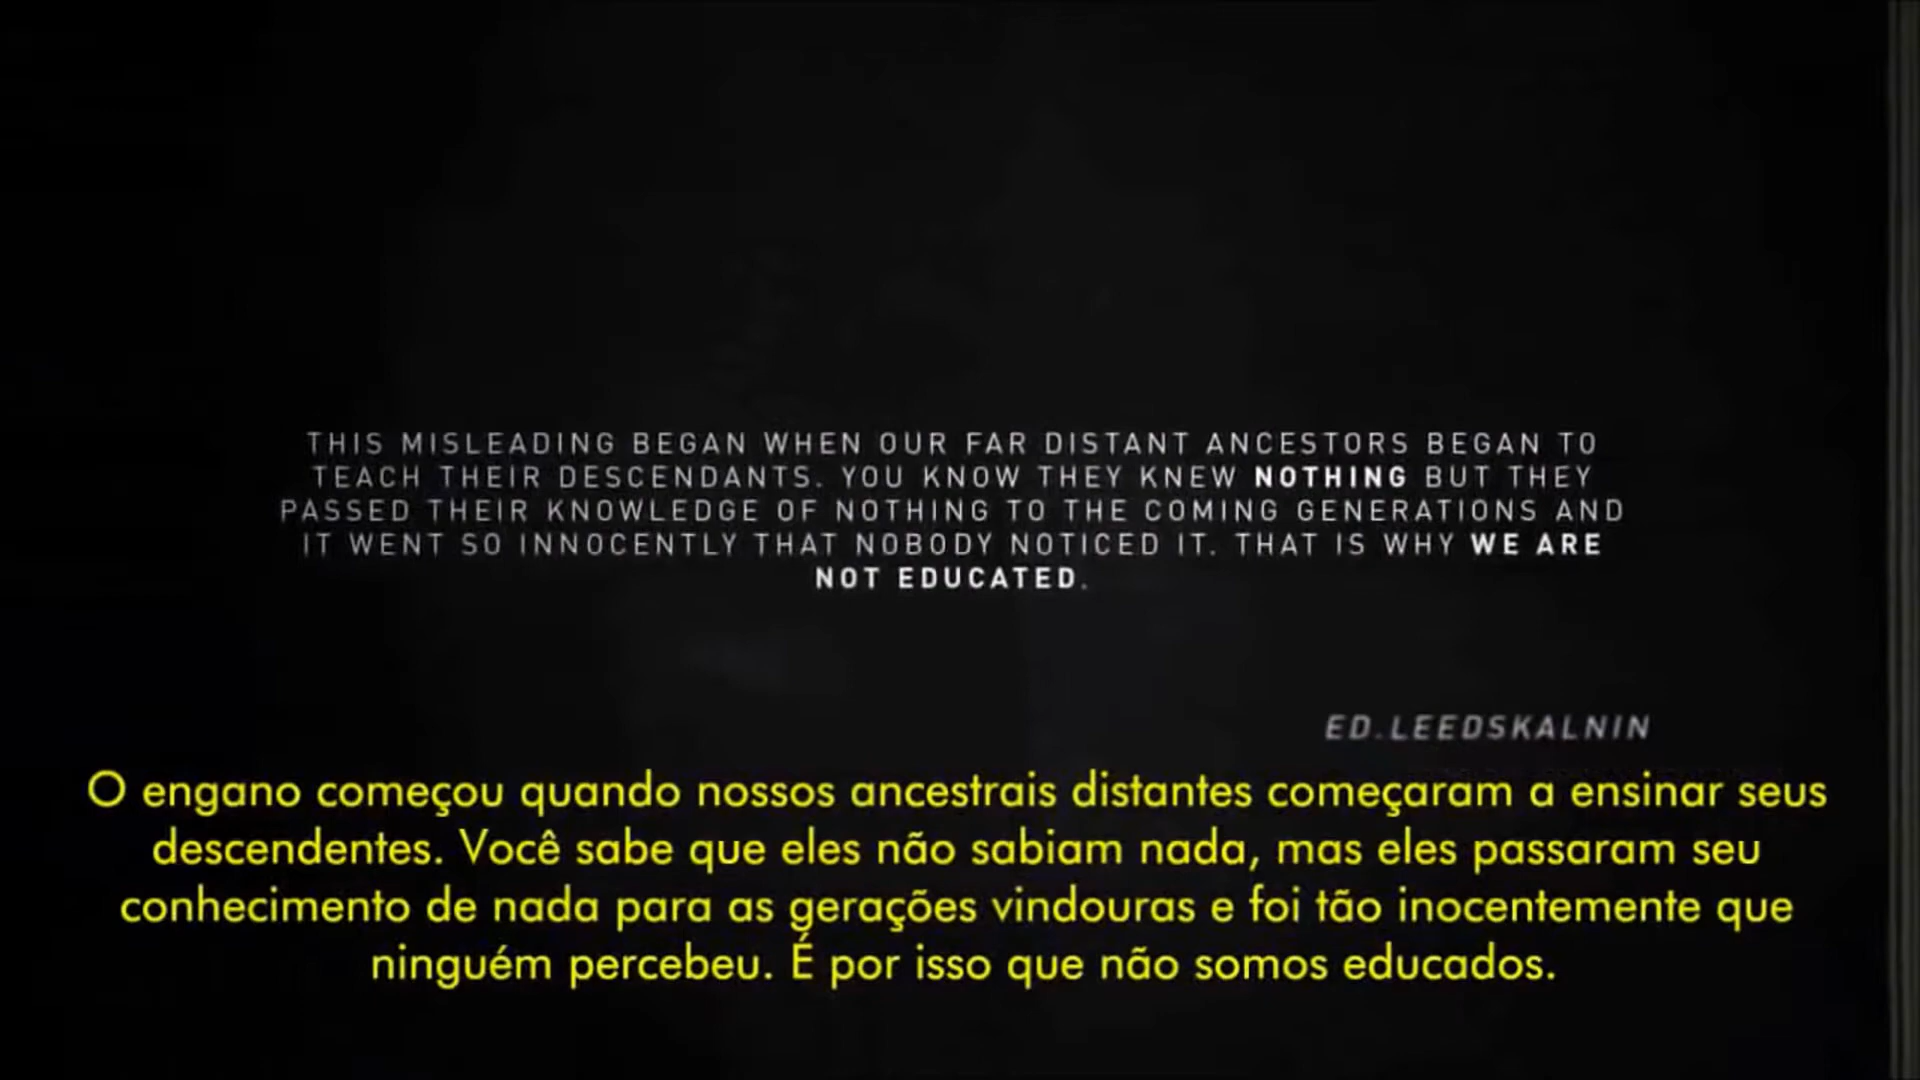 THIS MISLEADING BEGAN WHEN OUR FAR DISTANT ANCESTORS BEGAN TO
TEACH THEIR DESCENDANTS. YOU KNOW THEY KNEW NOTHING BUT THEY
PASSED THEIR KNOWLEDGE OF NOTHING TO THE COMING GENERATIONS AND
IT WENT SO INNOCENTLY THAT NOBODY NOTICED IT. THAT IS WHY WE ARE
NOT EDUCATED.
ED.LEEDSKALNIN
O engano começou quando nossos ancestrais distantes começaram a ensinar seus
descendentes. Você sabe que eles não sabiam nada, mas eles passaram seu
conhecimento de nada para as gerações vindouras e foi tão inocentemente que
ninguém percebeu. É por isso que não somos educados.